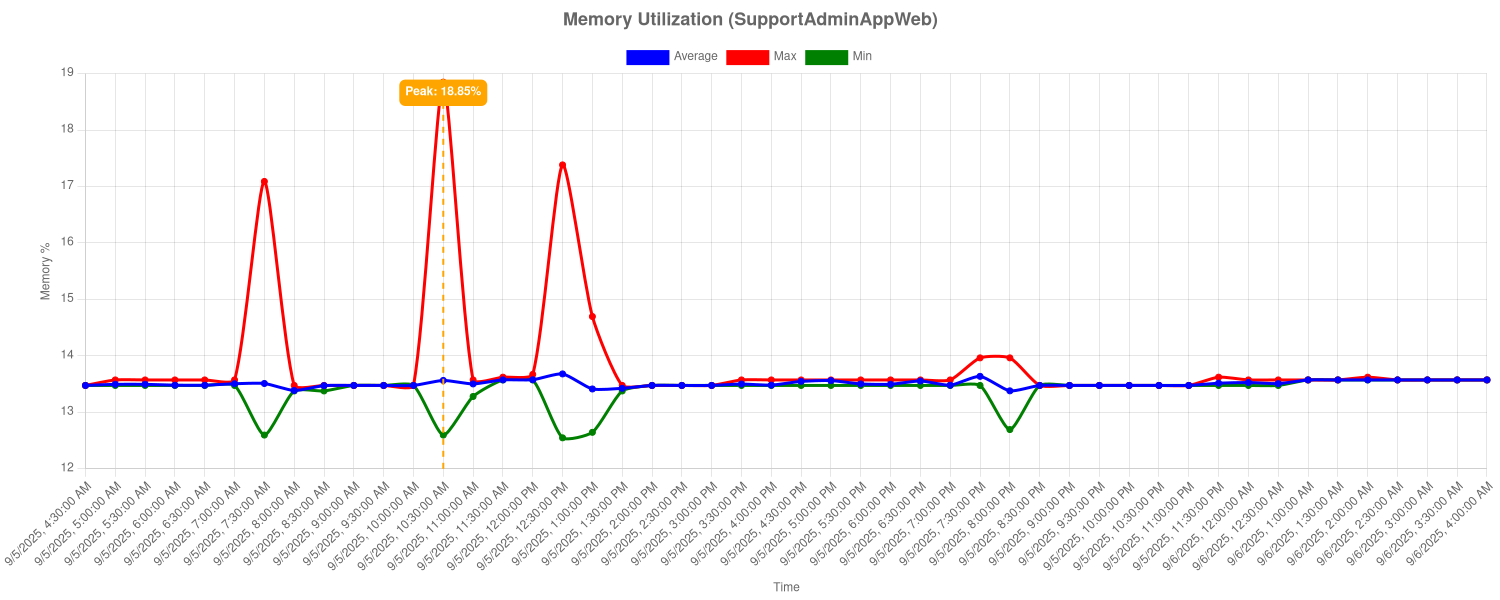 Memory Utilization (SupportAdminAppWeb)
Average Max Min
Peak: 18.85%
19
18
17
16
15
14
13
12
Memory %
9/5/2025, 4:30:00 AM
9/5/2025, 5:00:00 AM
9/5/2025, 5:30:00 AM
9/5/2025, 6:00:00 AM
9/5/2025, 6:30:00 AM
9/5/2025, 7:00:00 AM
9/5/2025, 7:30:00 AM
9/5/2025, 8:00:00 AM
9/5/2025, 8:30:00 AM
9/5/2025, 9:00:00 AM
9/5/2025, 9:30:00 AM
9/5/2025, 10:00:00 AM
9/5/2025, 10:30:00 AM
9/5/2025, 11:00:00 AM
9/5/2025, 11:30:00 AM
9/5/2025, 12:00:00 PM
9/5/2025, 12:30:00 PM
9/5/2025, 1:00:00 PM
9/5/2025, 1:30:00 PM
9/5/2025, 2:00:00 PM
9/5/2025, 2:30:00 PM
9/5/2025, 3:00:00 PM
9/5/2025, 3:30:00 PM
9/5/2025, 4:00:00 PM
9/5/2025, 4:30:00 PM
9/5/2025, 5:00:00 PM
9/5/2025, 5:30:00 PM
9/5/2025, 6:00:00 PM
9/5/2025, 6:30:00 PM
9/5/2025, 7:00:00 PM
9/5/2025, 7:30:00 PM
9/5/2025, 8:00:00 PM
9/5/2025, 8:30:00 PM
9/5/2025, 9:00:00 PM
9/5/2025, 9:30:00 PM
9/5/2025, 10:00:00 PM
9/5/2025, 10:30:00 PM
9/5/2025, 11:00:00 PM
9/5/2025, 11:30:00 PM
9/6/2025, 12:00:00 AM
9/6/2025, 12:30:00 AM
9/6/2025, 1:00:00 AM
9/6/2025, 1:30:00 AM
9/6/2025, 2:00:00 AM
9/6/2025, 2:30:00 AM
9/6/2025, 3:00:00 AM
9/6/2025, 3:30:00 AM
9/6/2025, 4:00:00 AM
Time